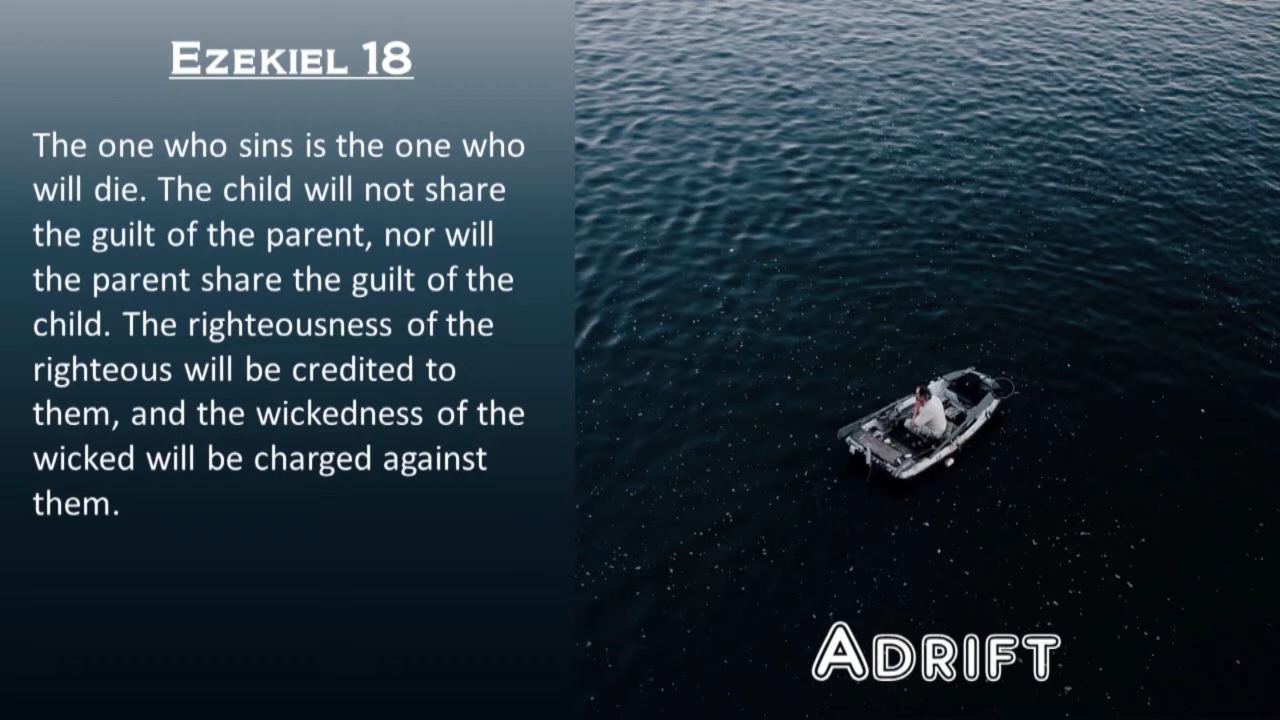 Ezekiel 18
The one who sins is the one who
will die. The child will not share
the guilt of the parent, nor will
the parent share the guilt of the
child. The righteousness of the
righteous will be credited to
them, and the wickedness of the
wicked will be charged against
them.
Adrift